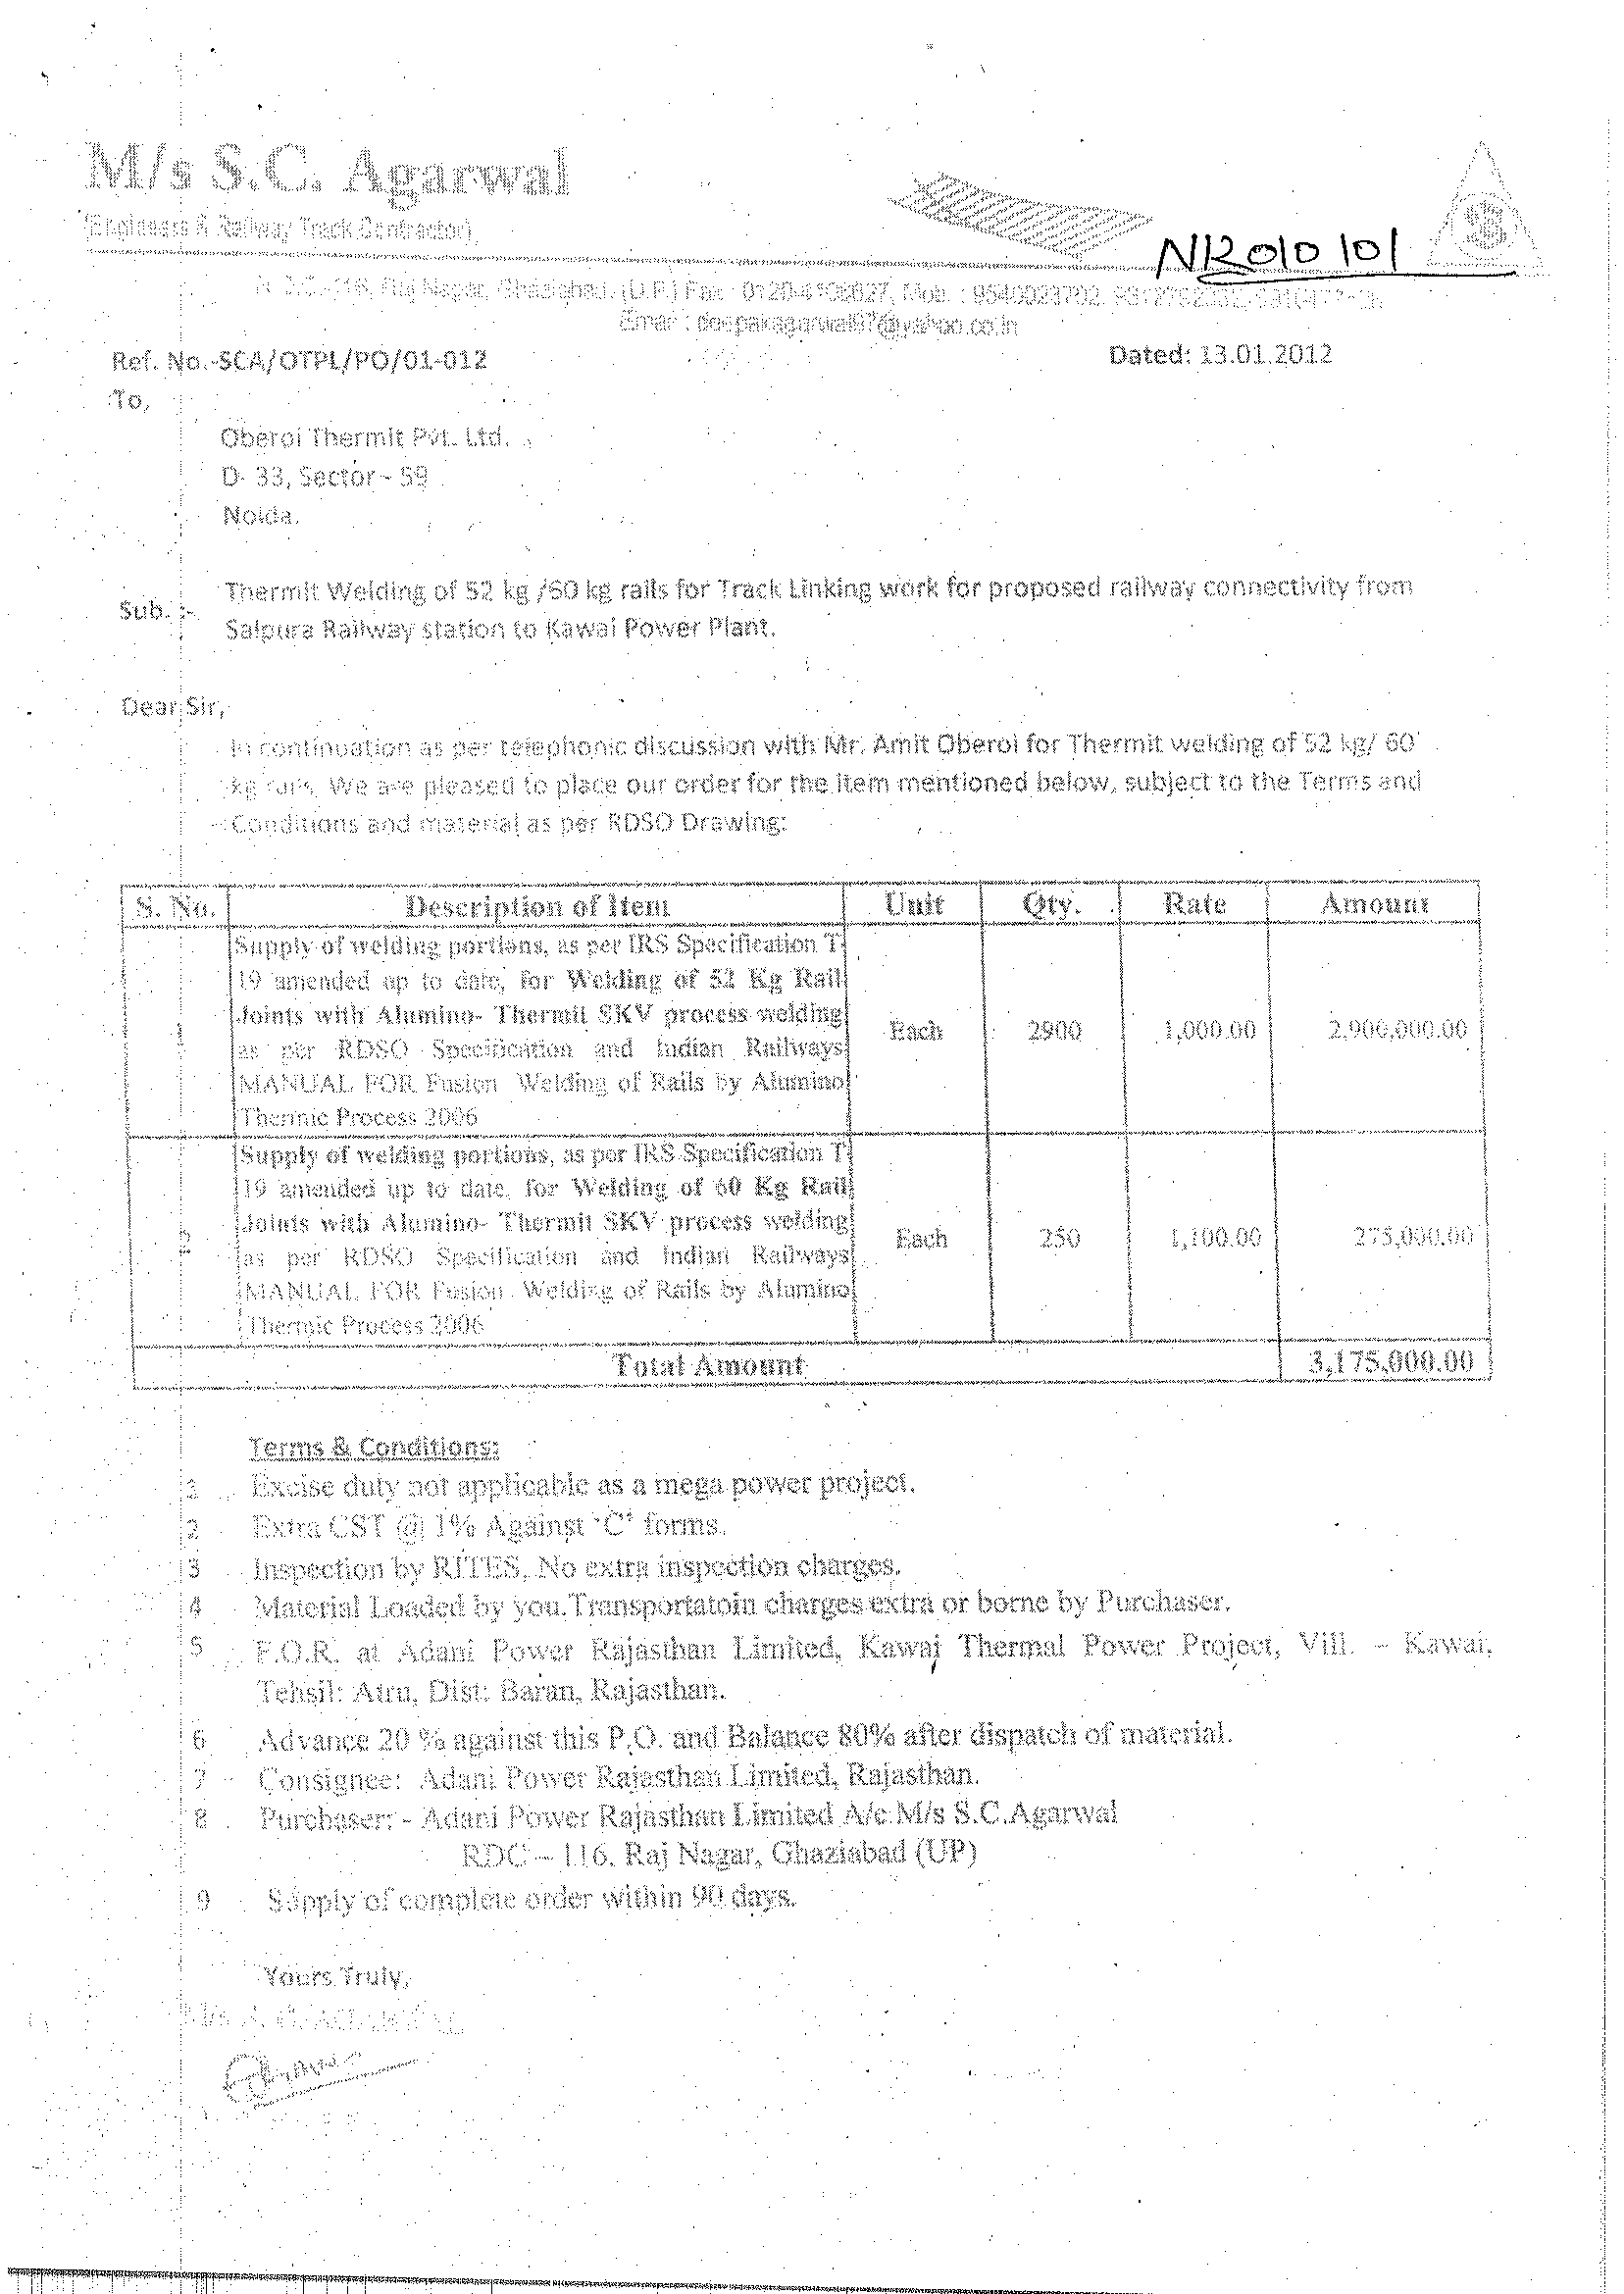 M/s S.C. Agarwal
(Engineers & Railway Track Contractor)
NR010101
Raj Nagar, Ghaziabad, (U.P.) Fax : 0120-4102827, Mob. : 9540023702,
Email : deepakagarwal67@yahoo.co.in
Ref. No.-SCA/OTPL/PO/01-012
Dated: 13.01.2012
To,
Oberoi Thermit Pvt. Ltd.
D- 33, Sector - 59
Noida.
Sub. :-
Thermit Welding of 52 kg /60 kg rails for Track Linking work for proposed railway connectivity from
Salpura Railway station to Kawai Power Plant.
Dear Sir,
In continuation as per telephonic discussion with Mr. Amit Oberoi for Thermit welding of 52 kg/ 60
kg rails. We are pleased to place our order for the item mentioned below, subject to the Terms and
Conditions and material as per RDSO Drawing:
S. No. Description of Item Unit Qty. Rate Amount
Supply of welding portions, as per IRS Specification T-
19 amended up to date, for Welding of 52 Kg Rail
Joints with Alumino- Thermit SKV process welding
1 as per RDSO Specification and Indian Railways Each 2900 1,000.00 2,900,000.00
MANUAL FOR Fusion Welding of Rails by Alumino
Thermic Process 2006
Supply of welding portions, as per IRS Specification T-
19 amended up to date, for Welding of 60 Kg Rail
Joints with Alumino- Thermit SKV process welding
2 as per RDSO Specification and Indian Railways Each 250 1,100.00 275,000.00
MANUAL FOR Fusion Welding of Rails by Alumino
Thermic Process 2006
Total Amount 3,175,000.00
Terms & Conditions:
1 Excise duty not applicable as a mega power project.
2 Extra CST @ 1% Against 'C' forms.
3 Inspection by RITES, No extra inspection charges.
4 Material Loaded by you.Transportatoin charges extra or borne by Purchaser.
5 F.O.R. at Adani Power Rajasthan Limited, Kawai Thermal Power Project, Vill. – Kawai,
Tehsil: Atru, Dist: Baran, Rajasthan.
6 Advance 20 % against this P.O. and Balance 80% after dispatch of material.
7 Consignee: Adani Power Rajasthan Limited, Rajasthan.
8 Purchaser: - Adani Power Rajasthan Limited A/c M/s S.C.Agarwal
RDC – 116, Raj Nagar, Ghaziabad (UP)
9 Supply of complete order within 90 days.
Yours Truly,